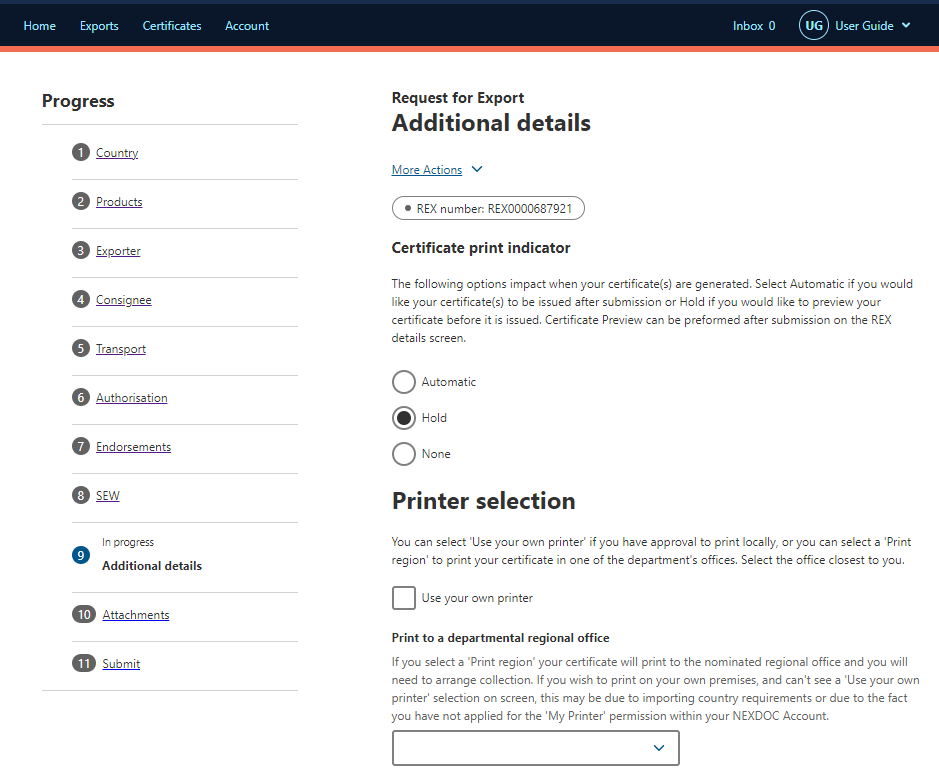 Home Exports Certificates Account Inbox 0 UG User Guide
Progress
1 Country
2 Products
3 Exporter
4 Consignee
5 Transport
6 Authorisation
7 Endorsements
8 SEW
In progress
9 Additional details
10 Attachments
11 Submit
Request for Export
Additional details
More Actions
REX number: REX0000687921
Certificate print indicator
The following options impact when your certificate(s) are generated. Select Automatic if you would
like your certificate(s) to be issued after submission or Hold if you would like to preview your
certificate before it is issued. Certificate Preview can be preformed after submission on the REX
details screen.
Automatic
Hold
None
Printer selection
You can select 'Use your own printer' if you have approval to print locally, or you can select a 'Print
region' to print your certificate in one of the department's offices. Select the office closest to you.
Use your own printer
Print to a departmental regional office
If you select a 'Print region' your certificate will print to the nominated regional office and you will
need to arrange collection. If you wish to print on your own premises, and can't see a 'Use your own
printer' selection on screen, this may be due to importing country requirements or due to the fact
you have not applied for the 'My Printer' permission within your NEXDOC Account.